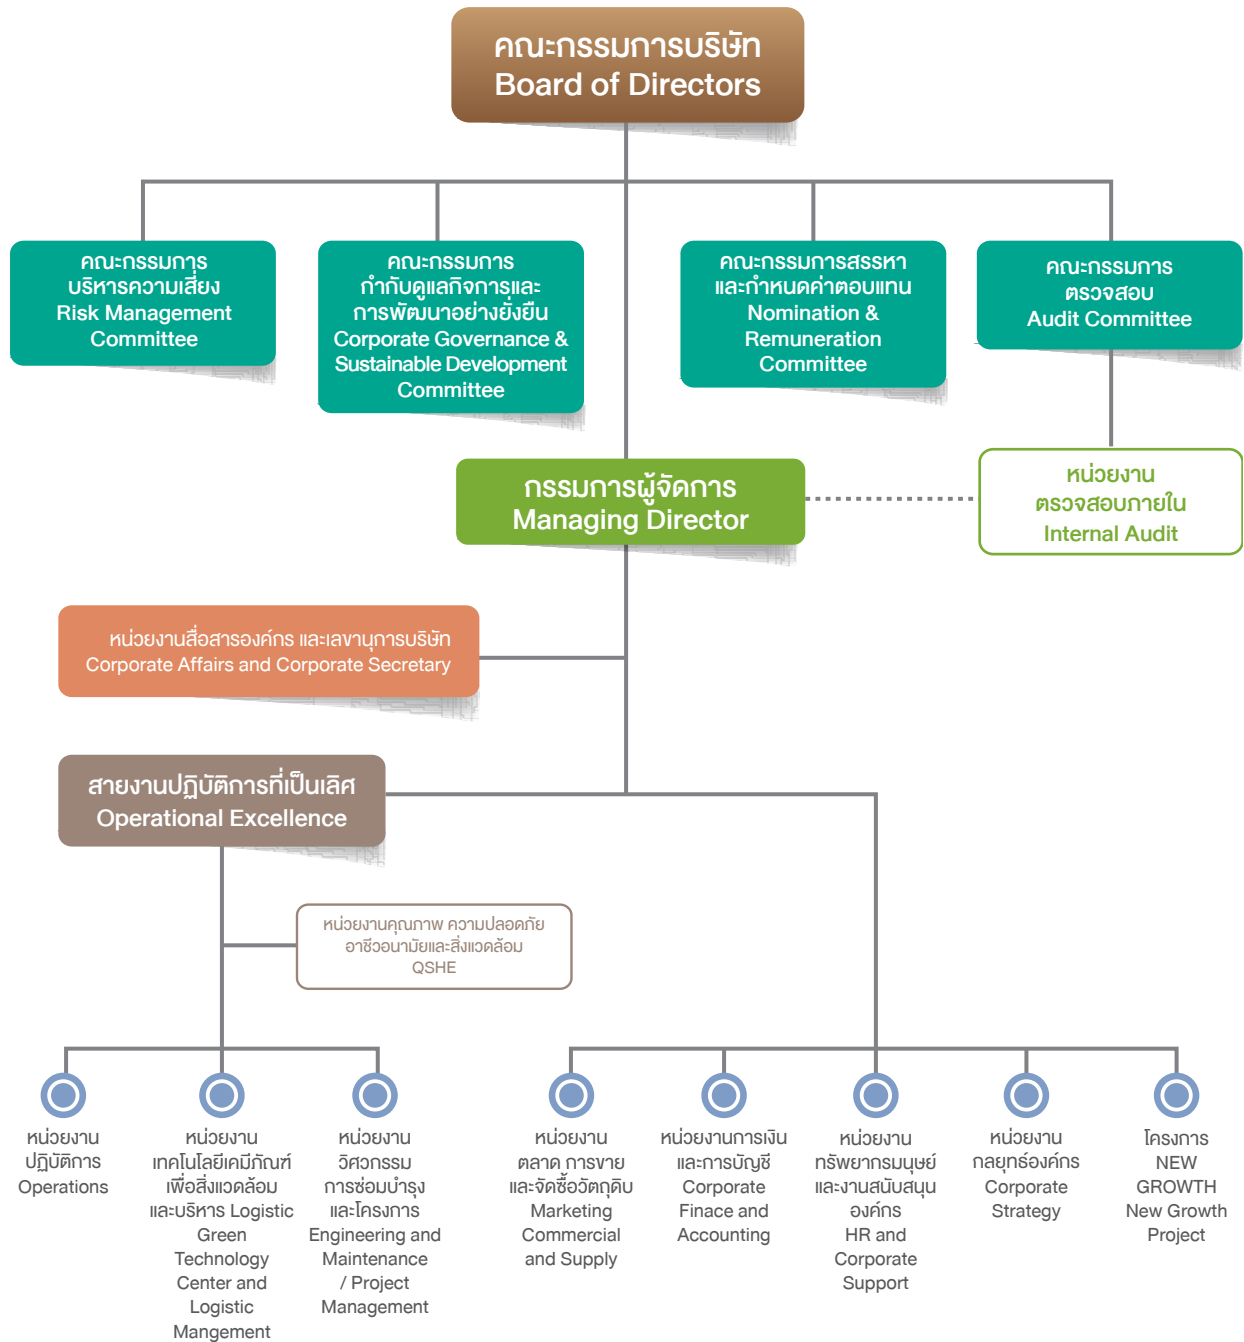 คณะกรรมการบริษัท
Board of Directors
คณะกรรมการ
บริหารความเสี่ยง
Risk Management
Committee
คณะกรรมการ
กำกับดูแลกิจการและ
การพัฒนาอย่างยั่งยืน
Corporate Governance &
Sustainable Development
Committee
คณะกรรมการสรรหา
และกำหนดค่าตอบแทน
Nomination &
Remuneration
Committee
คณะกรรมการ
ตรวจสอบ
Audit Committee
กรรมการผู้จัดการ
Managing Director
หน่วยงาน
ตรวจสอบภายใน
Internal Audit
หน่วยงานสื่อสารองค์กร และเลขานุการบริษัท
Corporate Affairs and Corporate Secretary
สายงานปฏิบัติการที่เป็นเลิศ
Operational Excellence
หน่วยงานคุณภาพ ความปลอดภัย
อาชีวอนามัยและสิ่งแวดล้อม
QSHE
หน่วยงาน
ปฏิบัติการ
Operations
หน่วยงาน
เทคโนโลยีเคมีภัณฑ์
เพื่อสิ่งแวดล้อม
และบริหาร Logistic
Green
Technology
Center and
Logistic
Mangement
หน่วยงาน
วิศวกรรม
การซ่อมบำรุง
และโครงการ
Engineering and
Maintenance
/ Project
Management
หน่วยงาน
ตลาด การขาย
และจัดซื้อวัตถุดิบ
Marketing
Commercial
and Supply
หน่วยงานการเงิน
และการบัญชี
Corporate
Finace and
Accounting
หน่วยงาน
ทรัพยากรมนุษย์
และงานสนับสนุน
องค์กร
HR and
Corporate
Support
หน่วยงาน
กลยุทธ์องค์กร
Corporate
Strategy
โครงการ
NEW
GROWTH
New Growth
Project